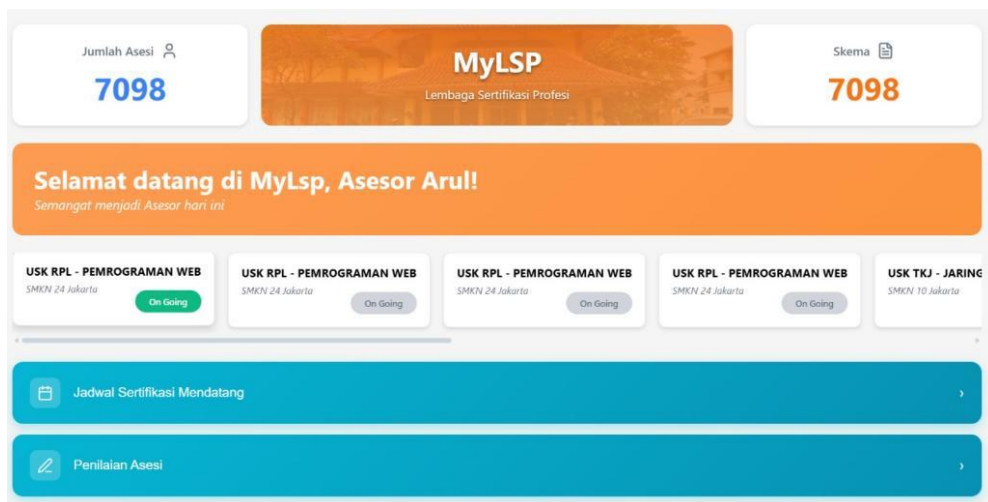 Jumlah Asesi
7098
MyLSP
Lembaga Sertifikasi Profesi
Skema
7098
Selamat datang di MyLsp, Asesor Arul!
Semangat menjadi Asesor hari ini
USK RPL - PEMROGRAMAN WEB
SMKN 24 Jakarta
On Going
USK RPL - PEMROGRAMAN WEB
SMKN 24 Jakarta
On Going
USK RPL - PEMROGRAMAN WEB
SMKN 24 Jakarta
On Going
USK RPL - PEMROGRAMAN WEB
SMKN 24 Jakarta
On Going
USK TKJ - JARING
SMKN 10 Jakarta
Jadwal Sertifikasi Mendatang
Penilaian Asesi